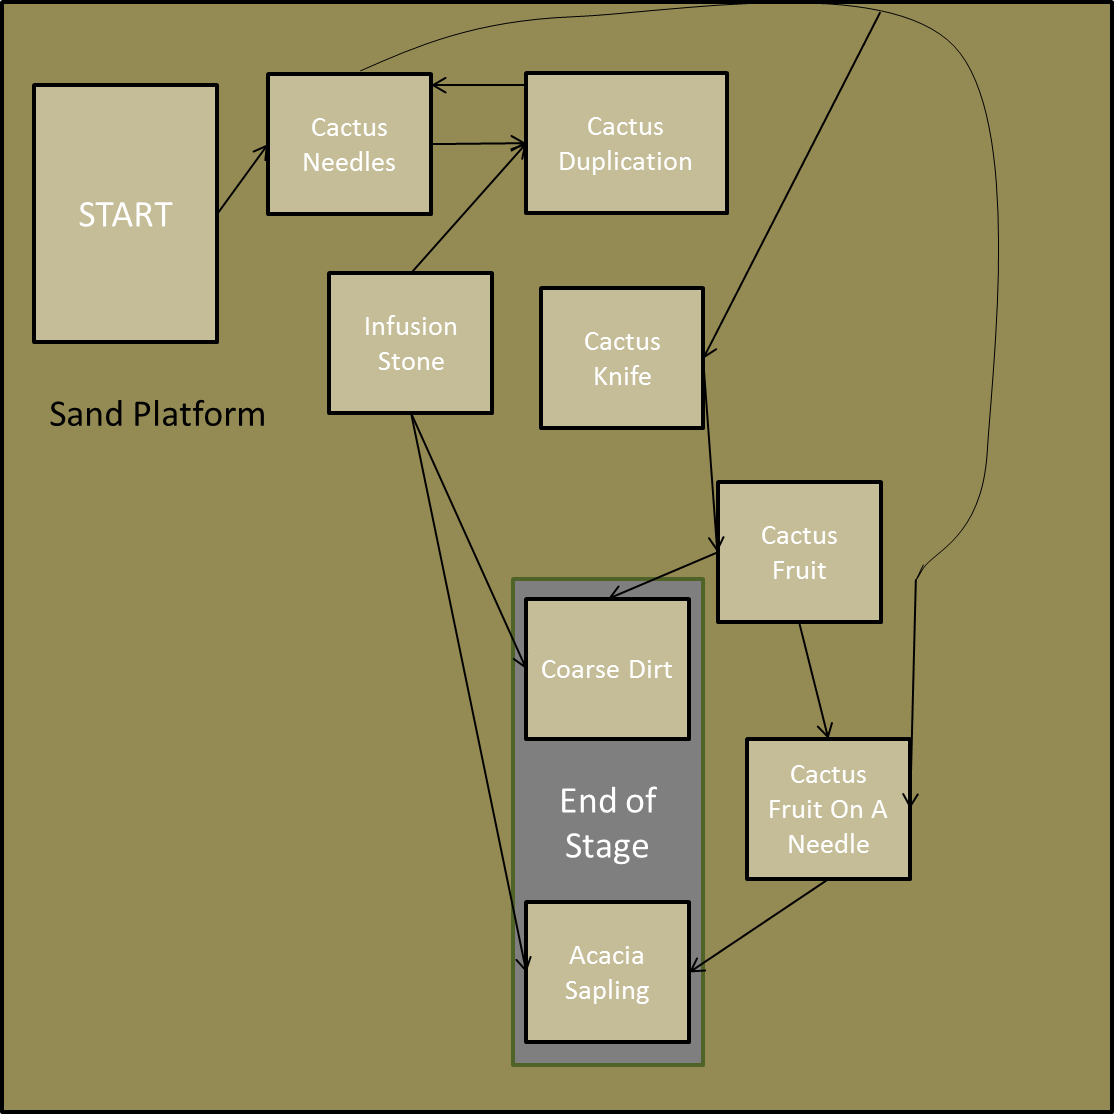 START
Cactus
Needles
Cactus
Duplication
Infusion
Stone
Cactus
Knife
Sand Platform
Cactus
Fruit
Coarse Dirt
End of
Stage
Cactus
Fruit On A
Needle
Acacia
Sapling